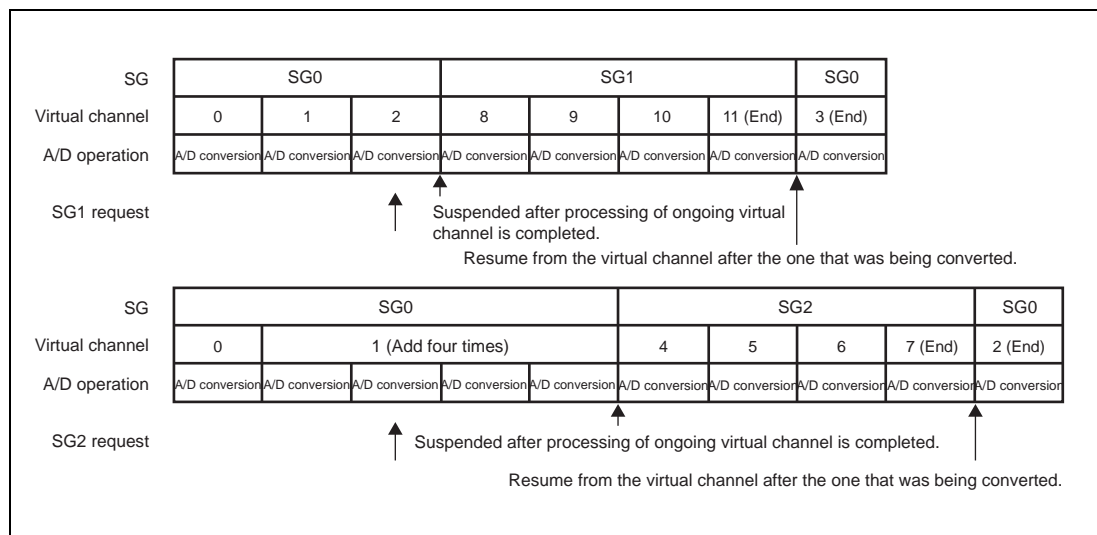 SG SG0 SG1 SG0
Virtual channel 0 1 2 8 9 10 11 (End) 3 (End)
A/D operation A/D conversion A/D conversion A/D conversion A/D conversion A/D conversion A/D conversion A/D conversion A/D conversion
SG1 request Suspended after processing of ongoing virtual
channel is completed.
Resume from the virtual channel after the one that was being converted.
SG SG0 SG2 SG0
Virtual channel 0 1 (Add four times) 4 5 6 7 (End) 2 (End)
A/D operation A/D conversion A/D conversion A/D conversion A/D conversion A/D conversion A/D conversion A/D conversion A/D conversion A/D conversion A/D conversion
SG2 request Suspended after processing of ongoing virtual channel is completed.
Resume from the virtual channel after the one that was being converted.